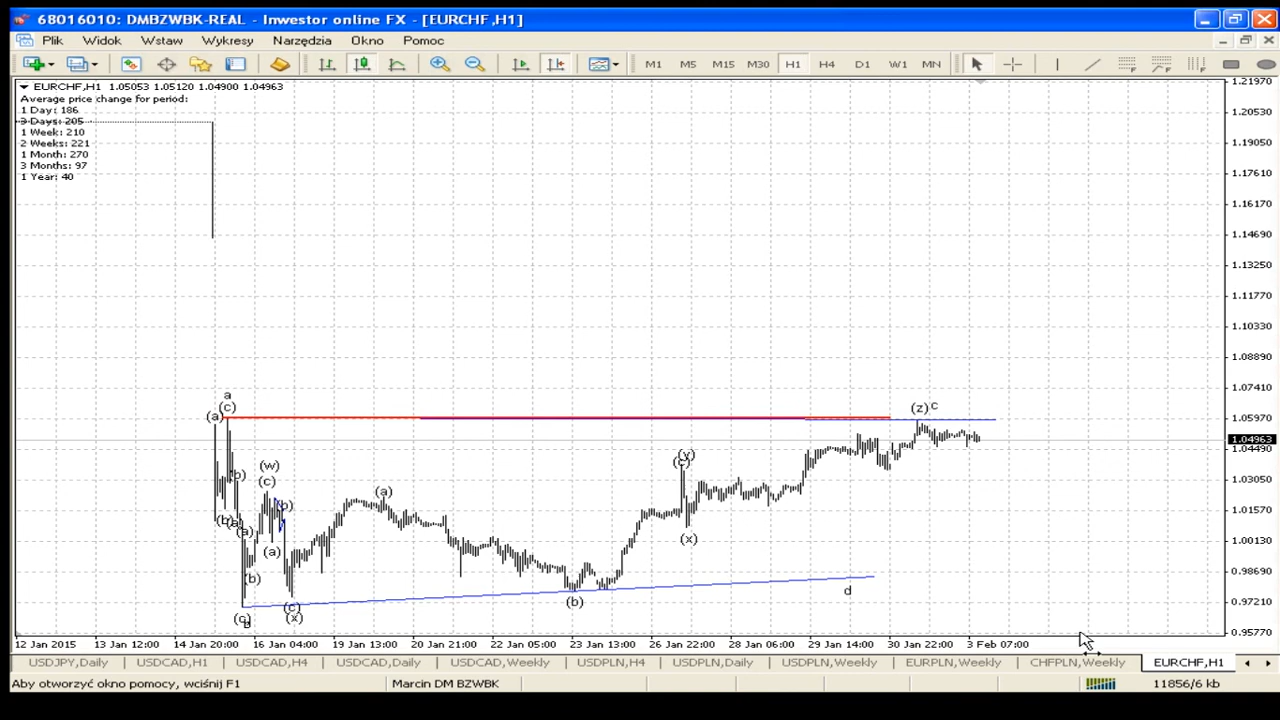 68016010: DMBZWBK-REAL - Inwestor online FX - [EURCHF,H1]
Plik Widok Wstaw Wykresy Narzędzia Okno Pomoc
M1 M5 M15 M30 H1 H4 D1 W1 MN
EURCHF,H1 1.05053 1.05120 1.04900 1.04963
Average price change for period:
1 Day: 186
3 Days: 205
1 Week: 210
2 Weeks: 221
1 Month: 270
3 Months: 97
1 Year: 40
1.21970
1.20530
1.19050
1.17610
1.16170
1.14690
1.13250
1.11770
1.10330
1.08890
1.07410
1.05970
1.04963
1.04490
1.03050
1.01570
1.00130
0.98690
0.97210
0.95770
a
(c)
(a)
(z) c
(w)
(y)
(c)
(b)
(c)
(a)
(b)
(b)
(a)
(a)
(x)
(a)
(b)
d
(b)
(c)
(x)
(c)
b
12 Jan 2015 13 Jan 12:00 14 Jan 20:00 16 Jan 04:00 19 Jan 13:00 20 Jan 21:00 22 Jan 05:00 23 Jan 13:00 26 Jan 22:00 28 Jan 06:00 29 Jan 14:00 30 Jan 22:00 3 Feb 07:00
USDJPY,Daily USDCAD,H1 USDCAD,H4 USDCAD,Daily USDCAD,Weekly USDPLN,H4 USDPLN,Daily USDPLN,Weekly EURPLN,Weekly CHFPLN,Weekly EURCHF,H1
Aby otworzyć okno pomocy, wciśnij F1 Marcin DM BZWBK 11856/6 kb